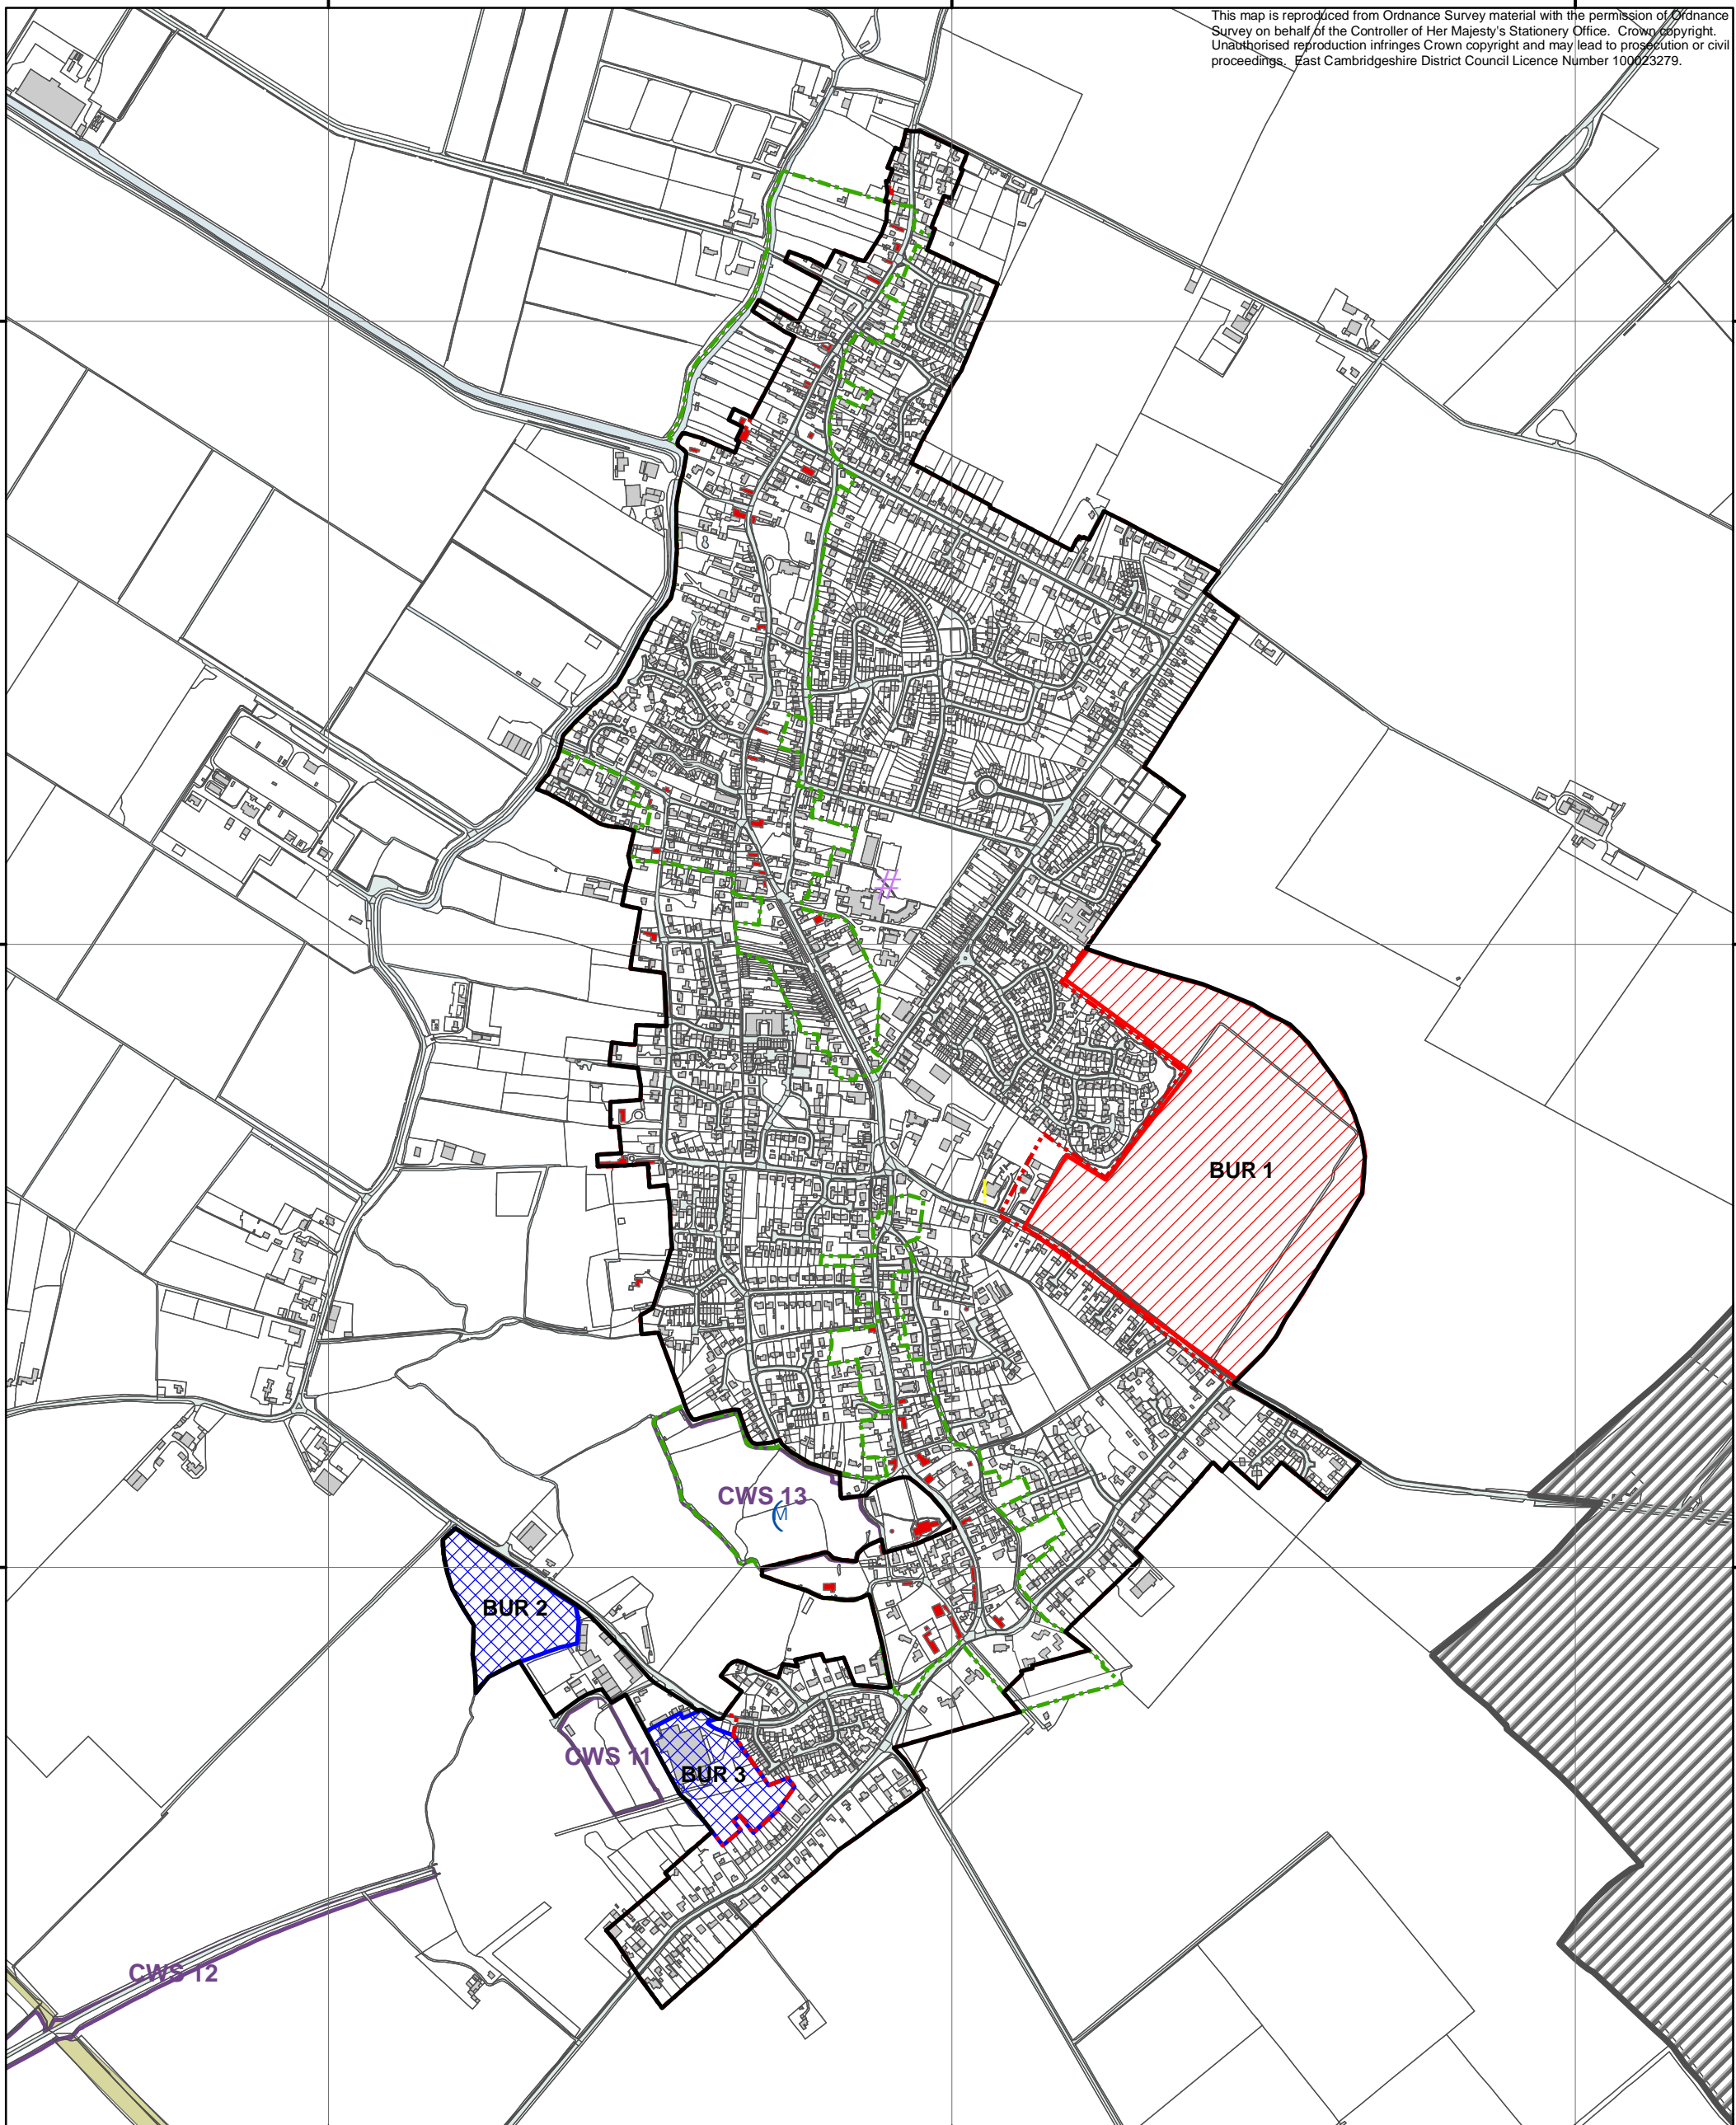 This map is reproduced from Ordnance Survey material with the permission of Ordnance
Survey on behalf of the Controller of Her Majesty's Stationery Office. Crown copyright.
Unauthorised reproduction infringes Crown copyright and may lead to prosecution or civil
proceedings. East Cambridgeshire District Council Licence Number 100023279.
#
BUR 1
CWS 13
M
BUR 2
CWS 11
BUR 3
CWS 12